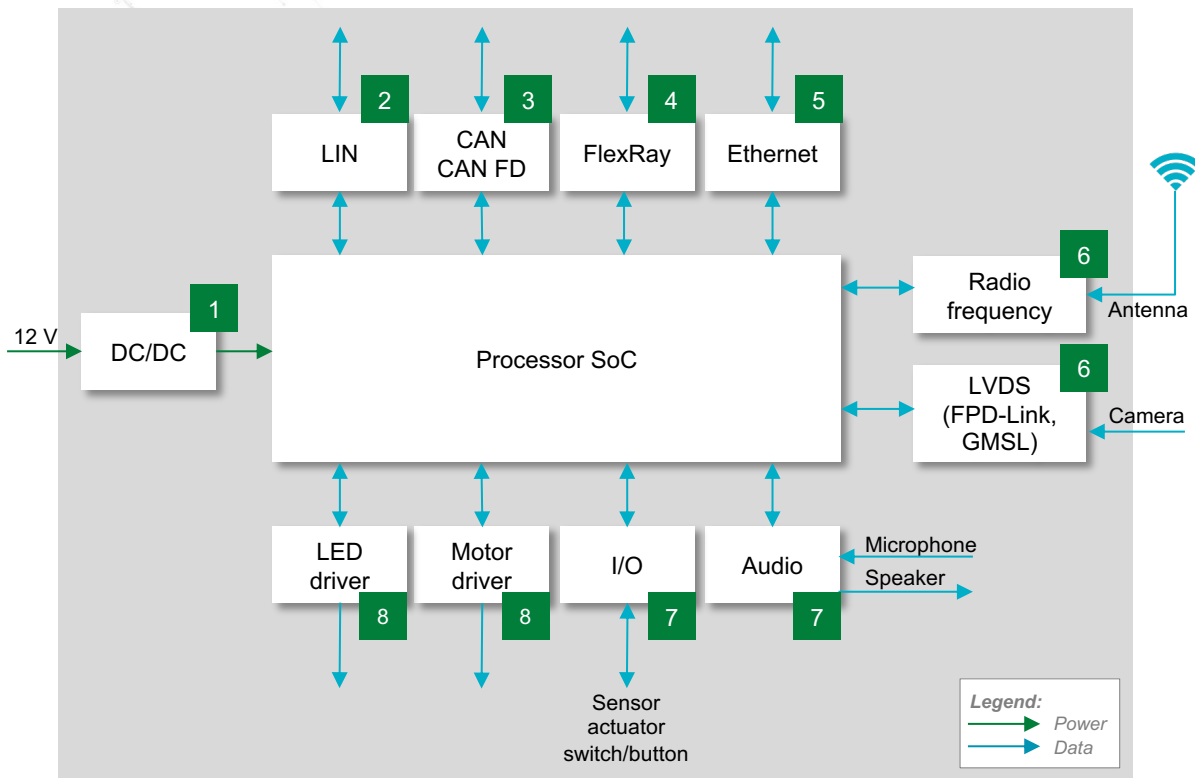 2
3
4
5
LIN
CAN
CAN FD
FlexRay
Ethernet
6
Radio
frequency
Antenna
1
12 V
DC/DC
Processor SoC
6
LVDS
(FPD-Link,
GMSL)
Camera
LED
driver
8
Motor
driver
8
I/O
7
Audio
7
Microphone
Speaker
Sensor
actuator
switch/button
Legend:
Power
Data